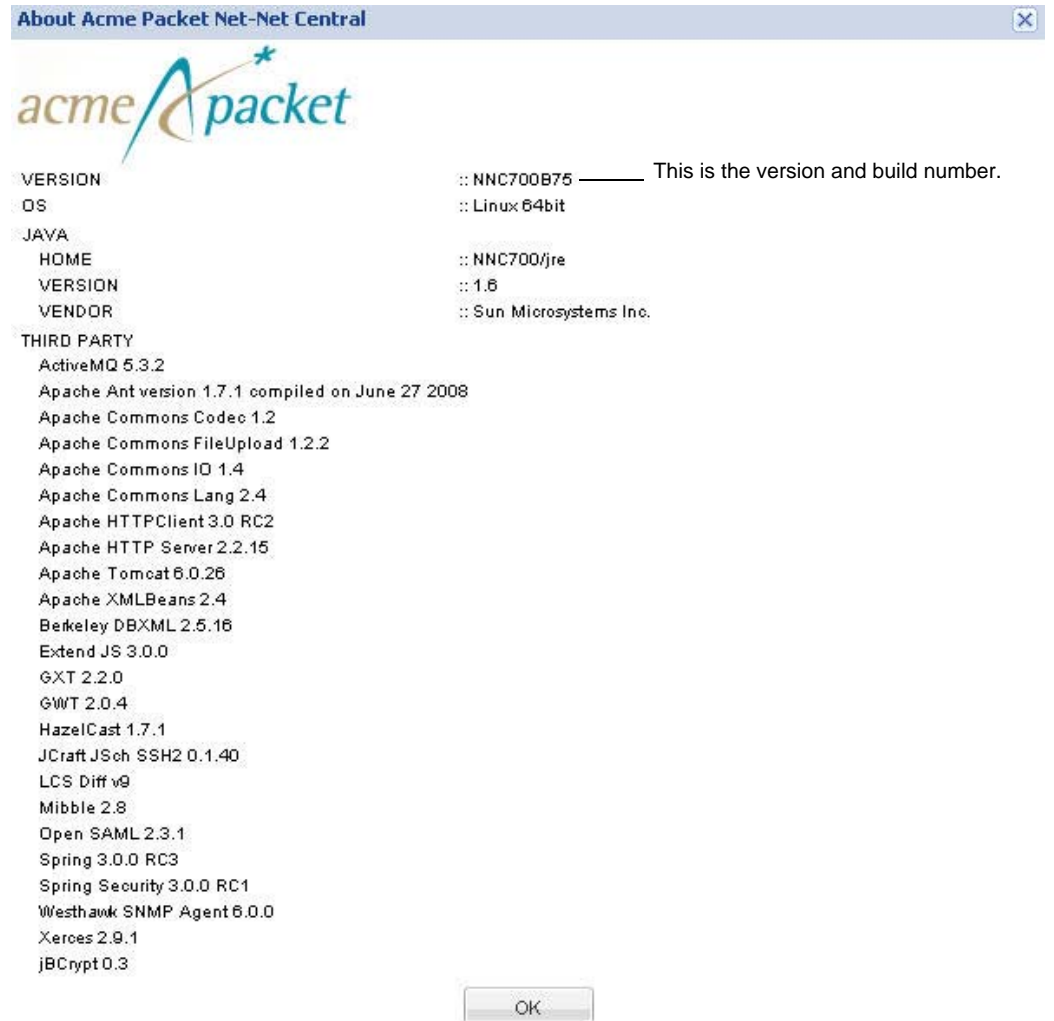 About Acme Packet Net-Net Central
acme packet
VERSION :: NNC700B75 This is the version and build number.
OS :: Linux 64bit
JAVA
HOME :: NNC700/jre
VERSION :: 1.6
VENDOR :: Sun Microsystems Inc.
THIRD PARTY
ActiveMQ 5.3.2
Apache Ant version 1.7.1 compiled on June 27 2008
Apache Commons Codec 1.2
Apache Commons FileUpload 1.2.2
Apache Commons IO 1.4
Apache Commons Lang 2.4
Apache HTTPClient 3.0 RC2
Apache HTTP Server 2.2.15
Apache Tomcat 6.0.26
Apache XMLBeans 2.4
Berkeley DBXML 2.5.16
Extend JS 3.0.0
GXT 2.2.0
GWT 2.0.4
HazelCast 1.7.1
JCraft JSch SSH2 0.1.40
LCS Diff v9
Mibble 2.8
Open SAML 2.3.1
Spring 3.0.0 RC3
Spring Security 3.0.0 RC1
Westhawk SNMP Agent 6.0.0
Xerces 2.9.1
jBCrypt 0.3
OK